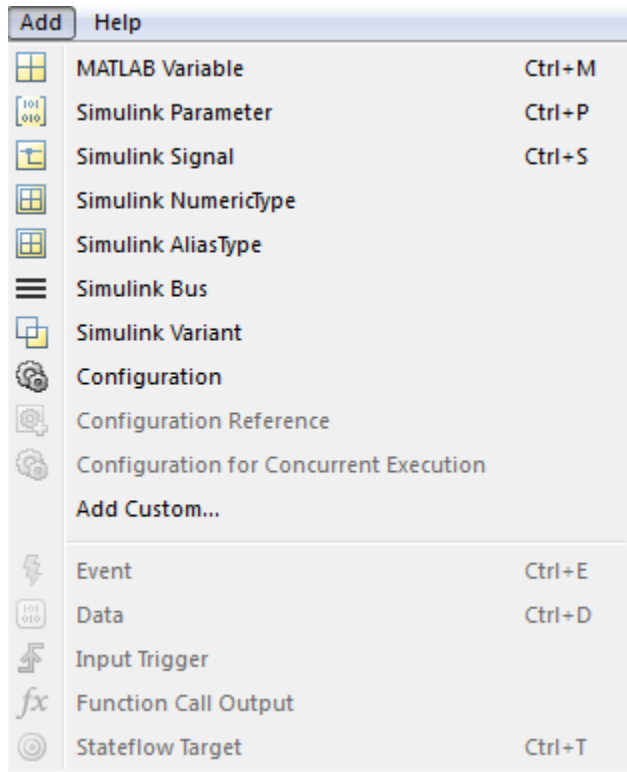 Add Help
MATLAB Variable Ctrl+M
Simulink Parameter Ctrl+P
Simulink Signal Ctrl+S
Simulink NumericType
Simulink AliasType
Simulink Bus
Simulink Variant
Configuration
Configuration Reference
Configuration for Concurrent Execution
Add Custom...
Event Ctrl+E
Data Ctrl+D
Input Trigger
fx Function Call Output
Stateflow Target Ctrl+T